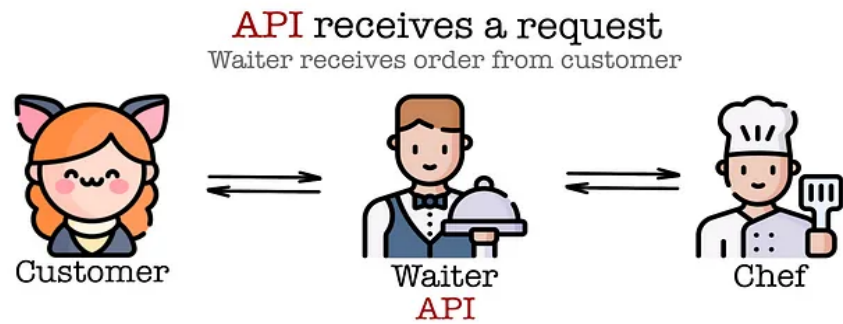 API receives a request
Waiter receives order from customer
Customer
Waiter
Chef
API